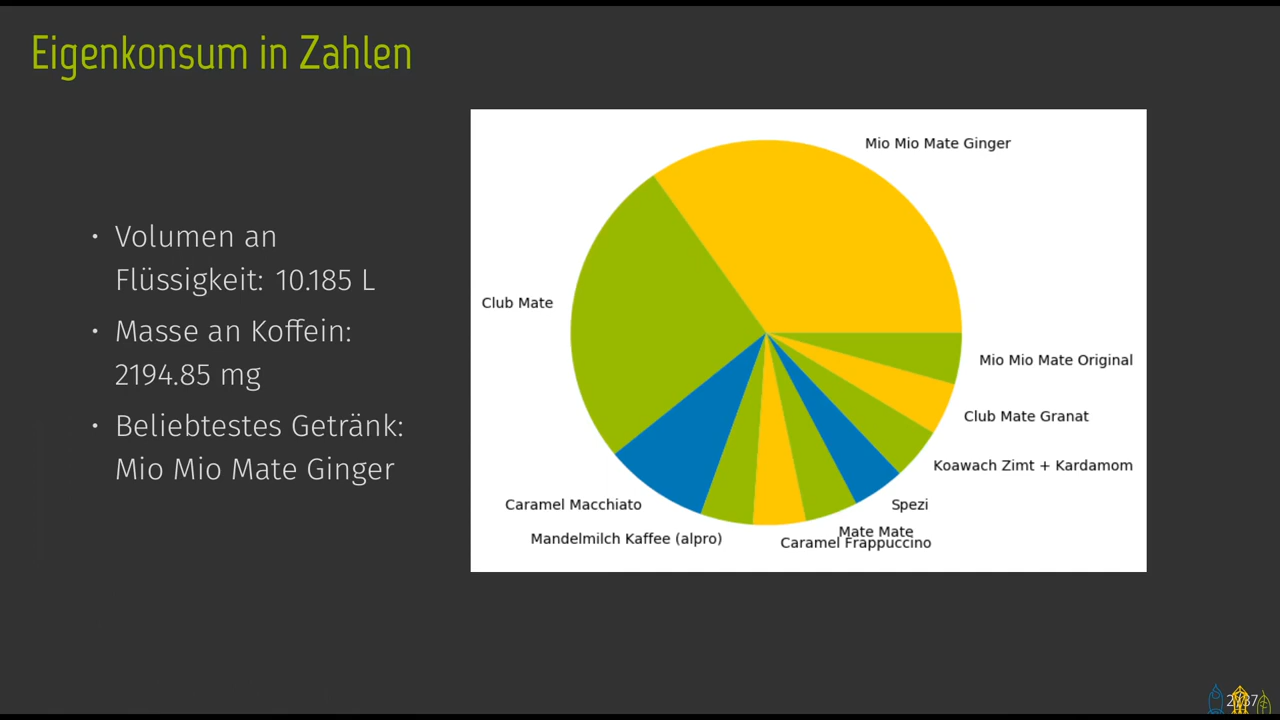 Eigenkonsum in Zahlen
• Volumen an
Flüssigkeit: 10.185 L
• Masse an Koffein:
2194.85 mg
• Beliebtestes Getränk:
Mio Mio Mate Ginger
Mio Mio Mate Ginger
Club Mate
Mio Mio Mate Original
Club Mate Granat
Koawach Zimt + Kardamom
Caramel Macchiato
Spezi
Mandelmilch Kaffee (alpro)
Mate Mate
Caramel Frappuccino